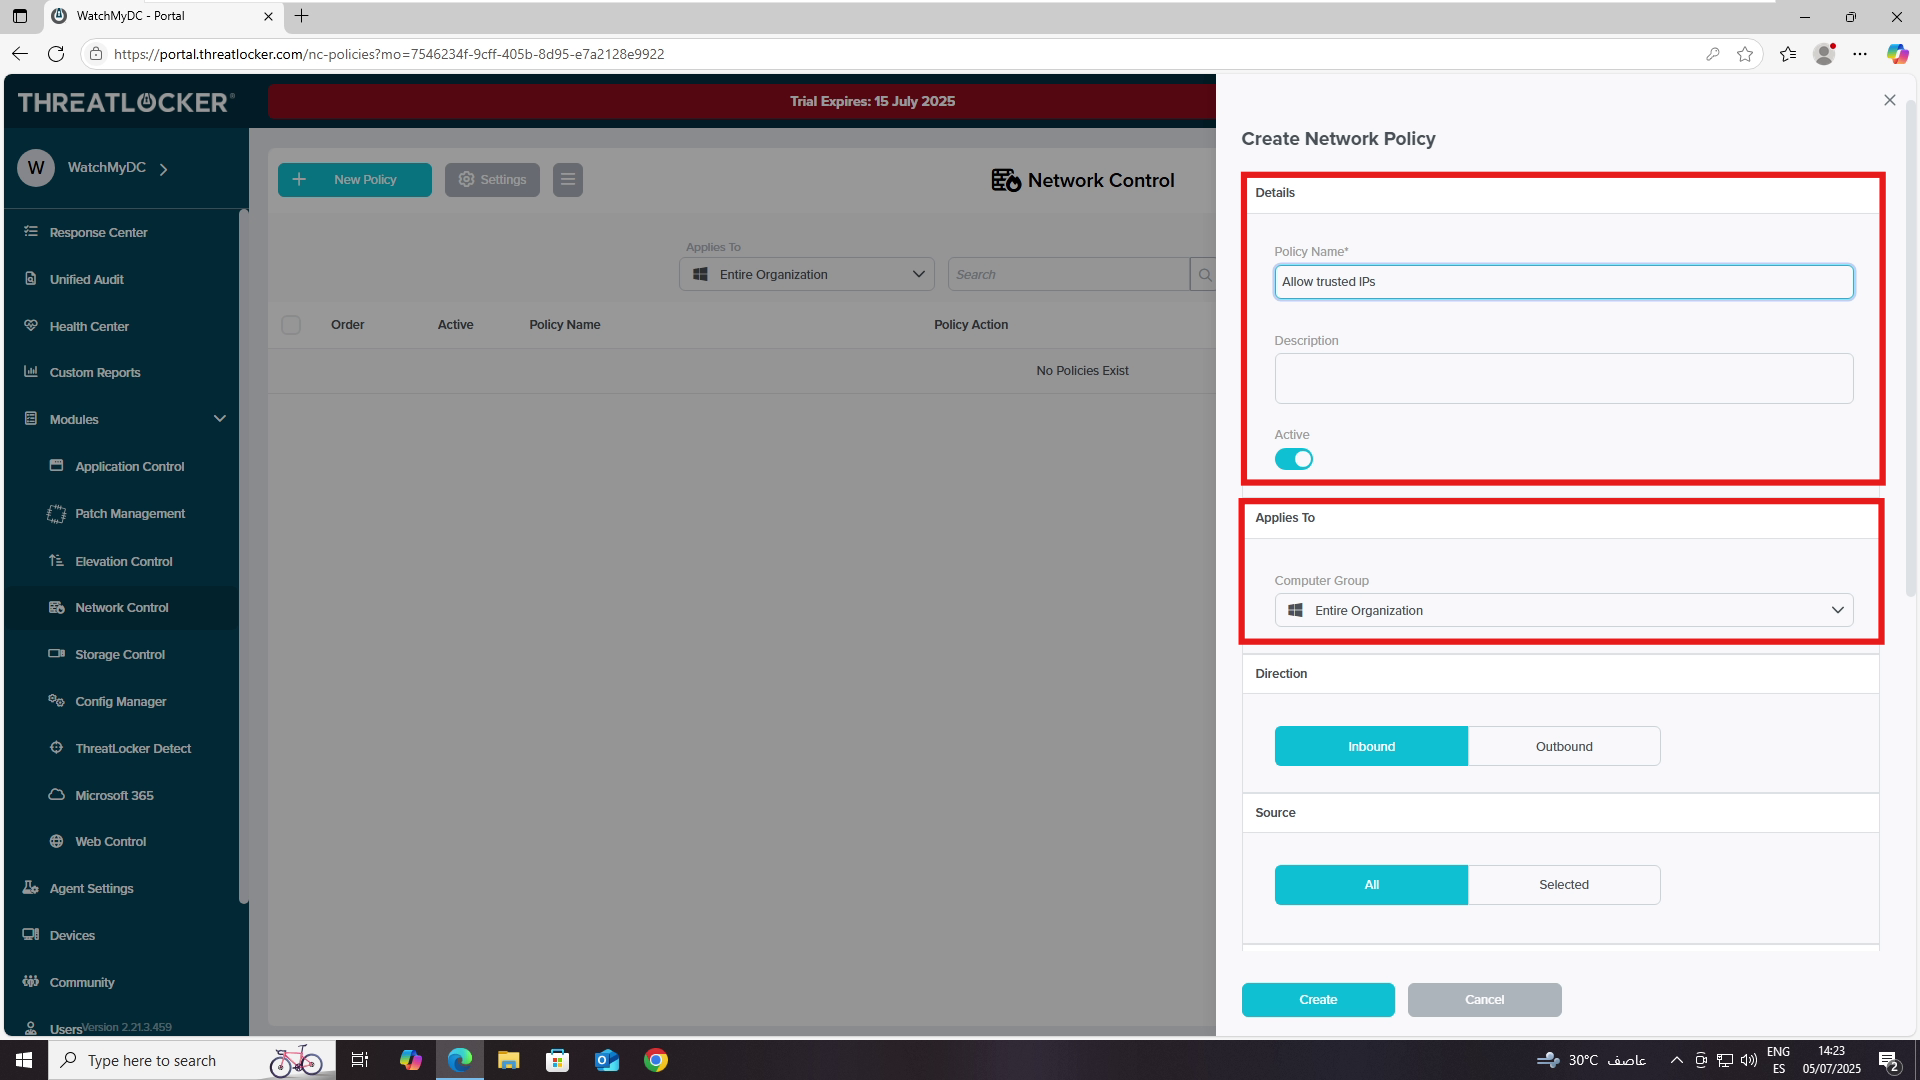 WatchMyDC - Portal
https://portal.threatlocker.com/nc-policies?mo=7546234f-9cff-405b-8d95-e7a2128e9922
THREATLOCKER
Trial Expires: 15 July 2025
W WatchMyDC
Response Center
Unified Audit
Health Center
Custom Reports
Modules
Application Control
Patch Management
Elevation Control
Network Control
Storage Control
Config Manager
ThreatLocker Detect
Microsoft 365
Web Control
Agent Settings
Devices
Community
Users
Version 2.21.3.459
New Policy Settings
Network Control
Applies To
Entire Organization
Search
Order Active Policy Name Policy Action
No Policies Exist
Create Network Policy
Details
Policy Name*
Allow trusted IPs
Description
Active
Applies To
Computer Group
Entire Organization
Direction
Inbound Outbound
Source
All Selected
Create Cancel
Type here to search
30°C عاصف
ENG
ES
14:23
05/07/2025
2